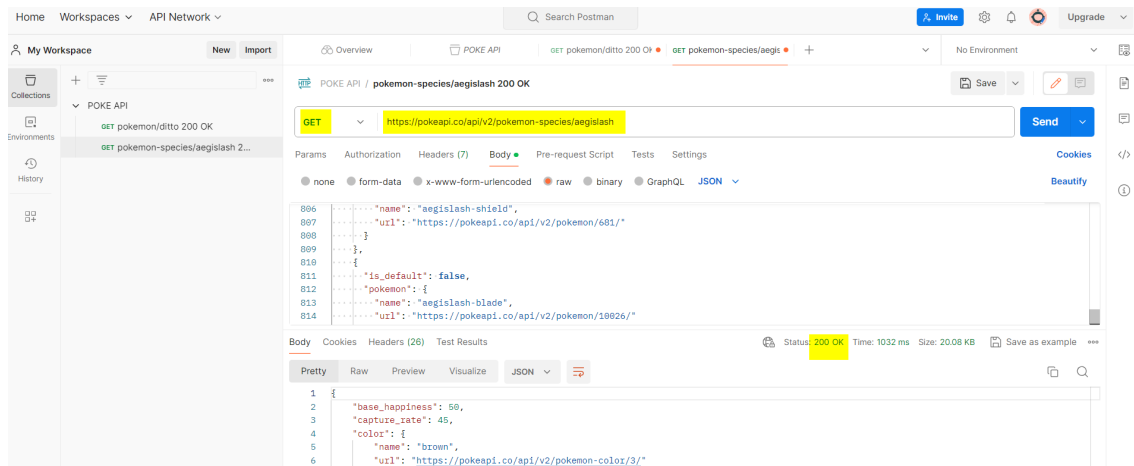 Home Workspaces API Network Search Postman Invite Upgrade
My Workspace New Import Overview POKE API GET pokemon/ditto 200 OK GET pokemon-species/aegis No Environment
Collections
Environments
History
POKE API
GET pokemon/ditto 200 OK
GET pokemon-species/aegislash 2...
HTTP POKE API / pokemon-species/aegislash 200 OK Save
GET https://pokeapi.co/api/v2/pokemon-species/aegislash Send
Params Authorization Headers (7) Body Pre-request Script Tests Settings Cookies
none form-data x-www-form-urlencoded raw binary GraphQL JSON Beautify
806 "name": "aegislash-shield",
807 "url": "https://pokeapi.co/api/v2/pokemon/681/"
808 }
809 },
810 {
811 "is_default": false,
812 "pokemon": {
813 "name": "aegislash-blade",
814 "url": "https://pokeapi.co/api/v2/pokemon/10026/"
Body Cookies Headers (26) Test Results Status: 200 OK Time: 1032 ms Size: 20.08 KB Save as example
Pretty Raw Preview Visualize JSON
1 {
2 "base_happiness": 50,
3 "capture_rate": 45,
4 "color": {
5 "name": "brown",
6 "url": "https://pokeapi.co/api/v2/pokemon-color/3/"